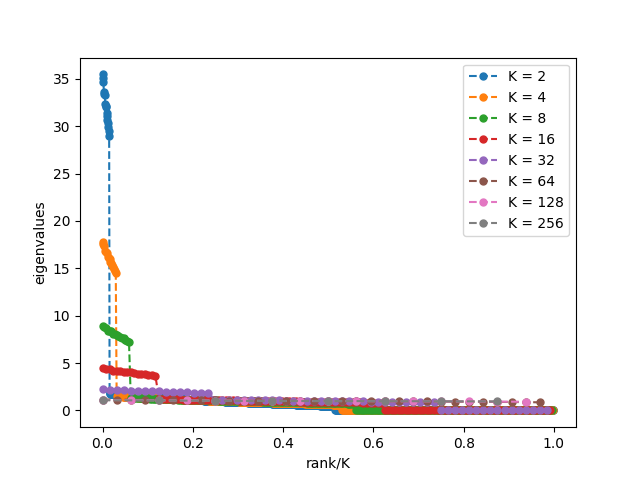 35
30
25
20
15
10
5
0
eigenvalues
0.0 0.2 0.4 0.6 0.8 1.0
rank/K
K = 2
K = 4
K = 8
K = 16
K = 32
K = 64
K = 128
K = 256